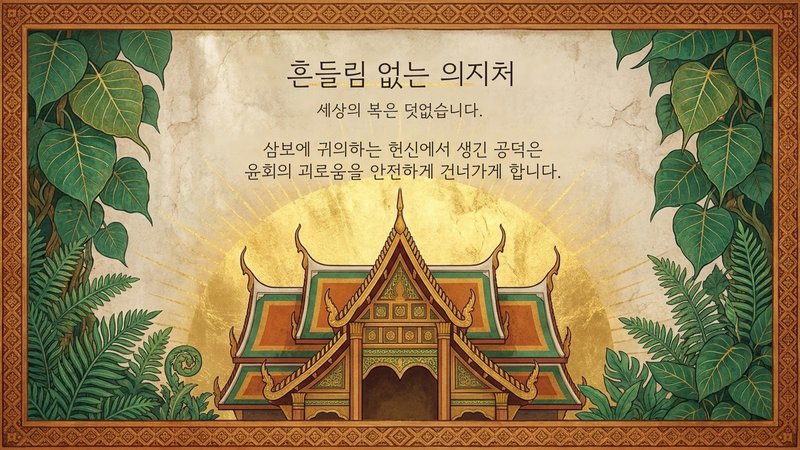 흔들림 없는 의지처
세상의 복은 덧없습니다.
삼보에 귀의하는 헌신에서 생긴 공덕은
윤회의 괴로움을 안전하게 건너가게 합니다.